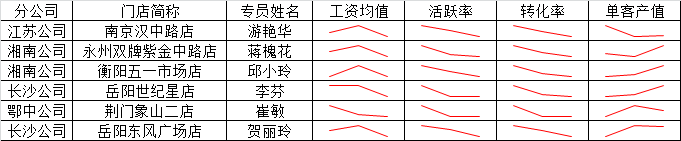 分公司 门店简称 专员姓名 工资均值 活跃率 转化率 单客产值
江苏公司 南京汉中路店 游艳华
湘南公司 永州双牌紫金中路店 蒋槐花
湘南公司 衡阳五一市场店 邱小玲
长沙公司 岳阳世纪星店 李芬
鄂中公司 荆门象山二店 崔敏
长沙公司 岳阳东风广场店 贺丽玲